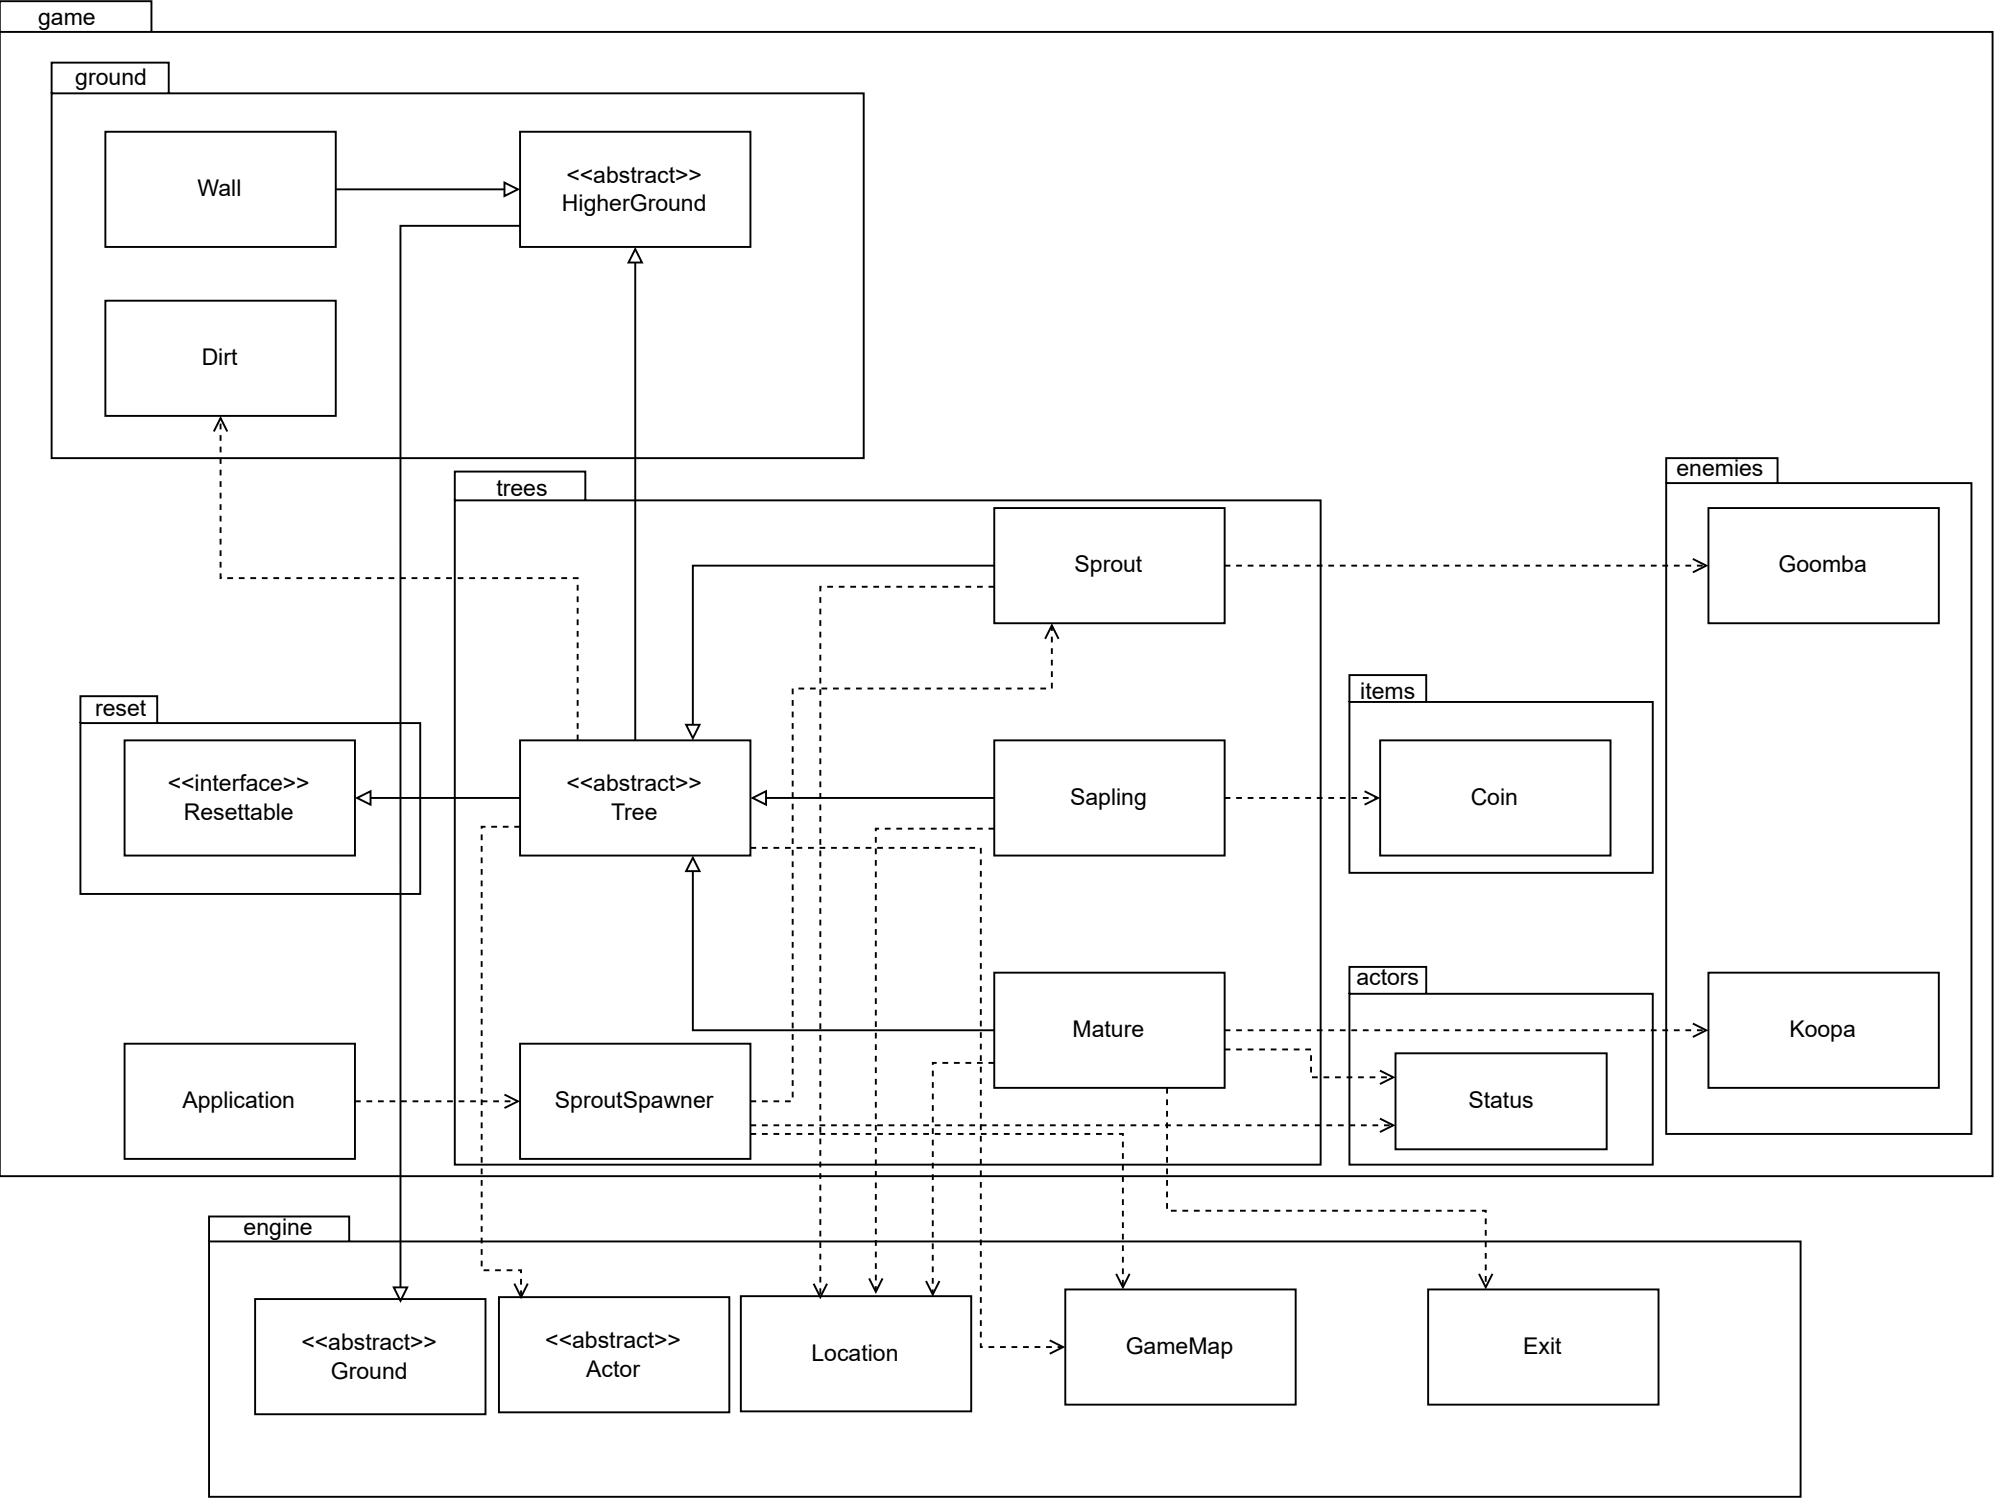 game
ground
Wall
<<abstract>>
HigherGround
Dirt
trees
enemies
Sprout
Goomba
reset
items
<<interface>>
Resettable
<<abstract>>
Tree
Sapling
Coin
actors
Application
SproutSpawner
Mature
Status
Koopa
engine
<<abstract>>
Ground
<<abstract>>
Actor
Location
GameMap
Exit